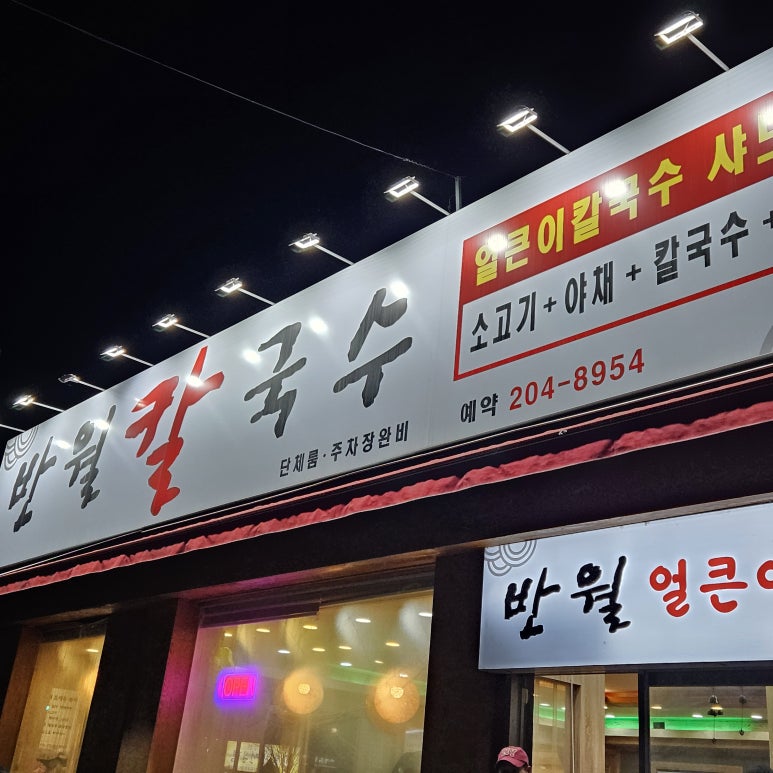 반월 칼국수
단체룸·주차장완비
얼큰이칼국수 샤브
소고기+야채+칼국수+
예약 204-8954
반월 얼큰이
OPEN